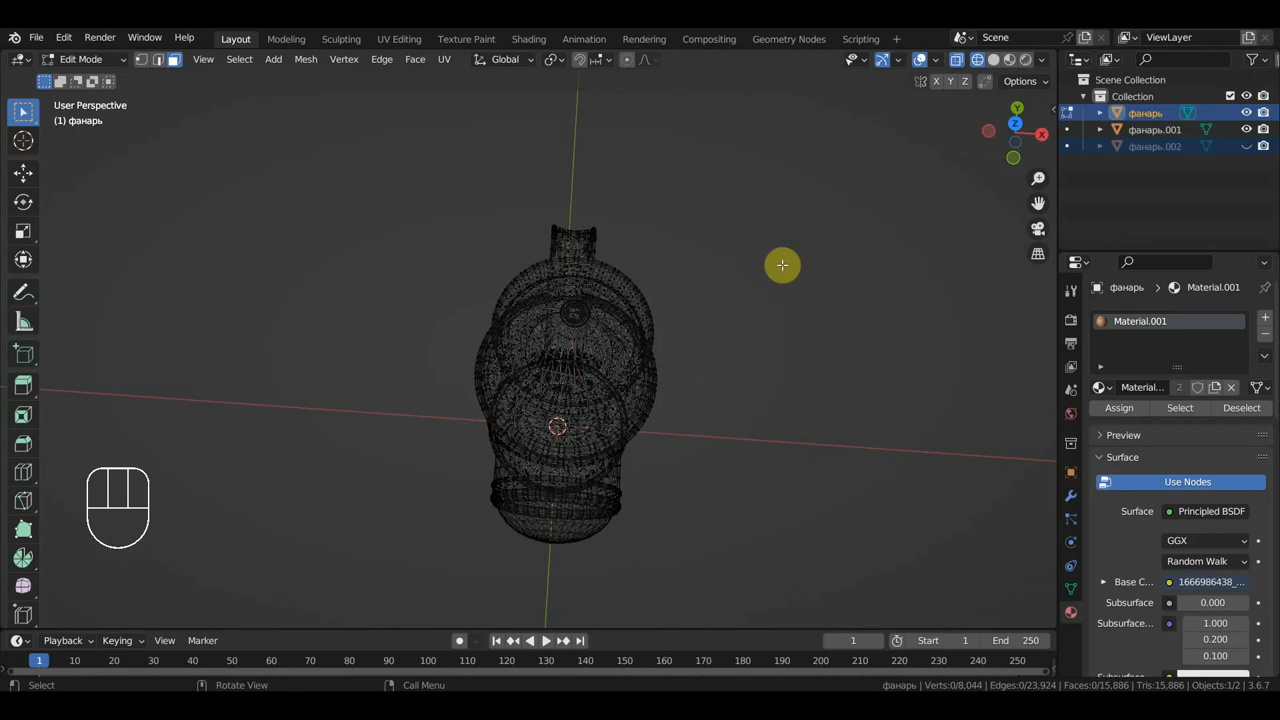 File Edit Render Window Help Layout Modeling Sculpting UV Editing Texture Paint Shading Animation Rendering Compositing Geometry Nodes Scripting Scene ViewLayer
Edit Mode View Select Add Mesh Vertex Edge Face UV Global
X Y Z Options
Scene Collection
Collection
фанарь
фанарь.001
фанарь.002
User Perspective
(1) фанарь
Y
Z
X
фанарь > Material.001
Material.001
Material... 2
Assign Select Deselect
Preview
Surface
Use Nodes
Surface Principled BSDF
GGX
Random Walk
Base C... 1666986438_...
Subsurface 0.000
Subsurface... 1.000
0.200
0.100
Playback Keying View Marker 1 Start 1 End 250
1 10 20 30 40 50 60 70 80 90 100 110 120 130 140 150 160 170 180 190 200 210 220 230 240 250
Select Rotate View Call Menu фанарь | Verts:0/8,044 | Edges:0/23,924 | Faces:0/15,886 | Tris:15,886 | Objects:1/2 | 3.6.7